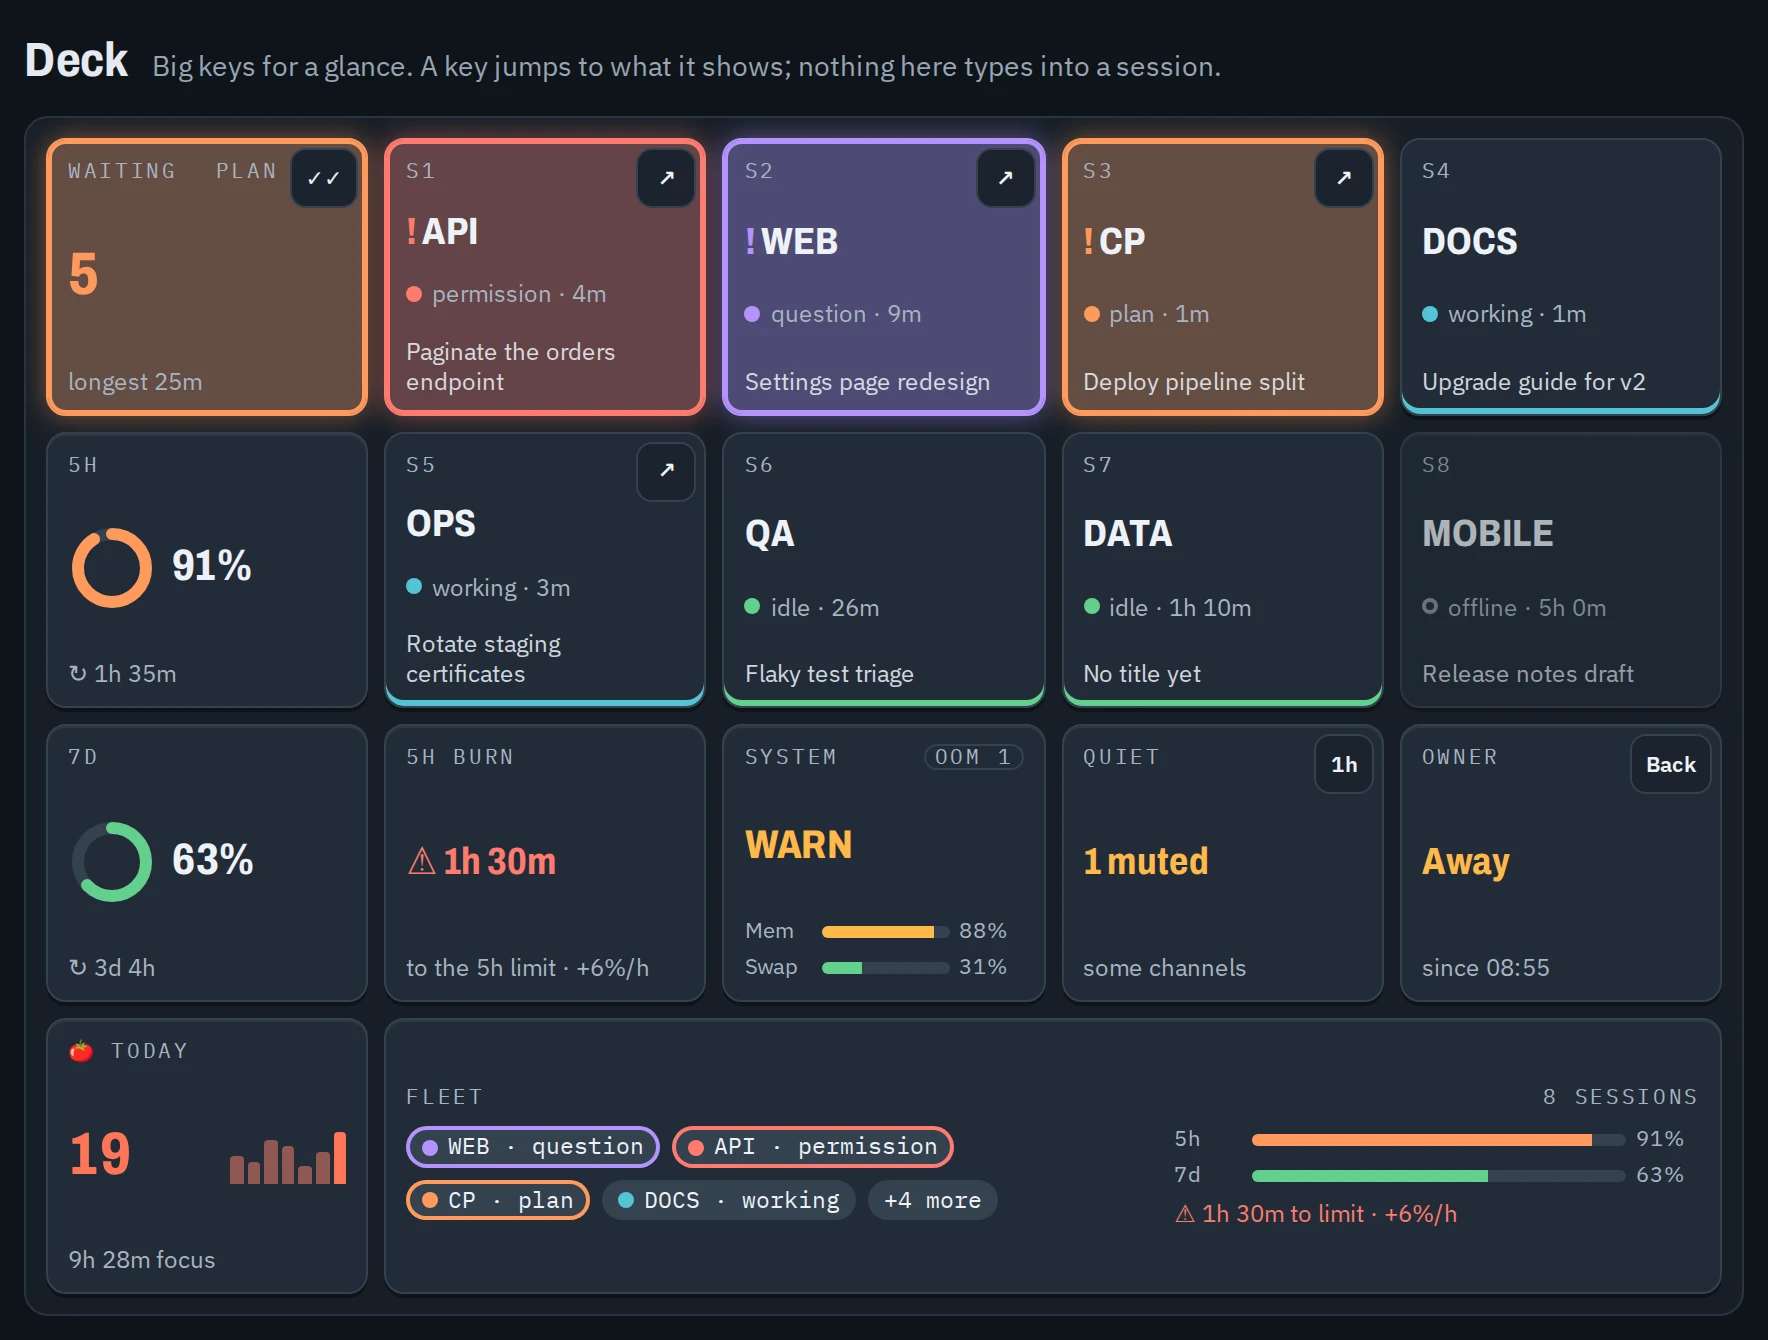 Deck Big keys for a glance. A key jumps to what it shows; nothing here types into a session.
WAITING PLAN ✓✓
5
longest 25m
S1 ↗
! API
permission · 4m
Paginate the orders
endpoint
S2 ↗
! WEB
question · 9m
Settings page redesign
S3 ↗
! CP
plan · 1m
Deploy pipeline split
S4
DOCS
working · 1m
Upgrade guide for v2
5H
91%
↻ 1h 35m
S5 ↗
OPS
working · 3m
Rotate staging
certificates
S6
QA
idle · 26m
Flaky test triage
S7
DATA
idle · 1h 10m
No title yet
S8
MOBILE
offline · 5h 0m
Release notes draft
7D
63%
↻ 3d 4h
5H BURN
⚠ 1h 30m
to the 5h limit · +6%/h
SYSTEM OOM 1
WARN
Mem 88%
Swap 31%
QUIET 1h
1 muted
some channels
OWNER Back
Away
since 08:55
🍅 TODAY
19
9h 28m focus
FLEET
WEB · question API · permission
CP · plan DOCS · working +4 more
8 SESSIONS
5h 91%
7d 63%
⚠ 1h 30m to limit · +6%/h